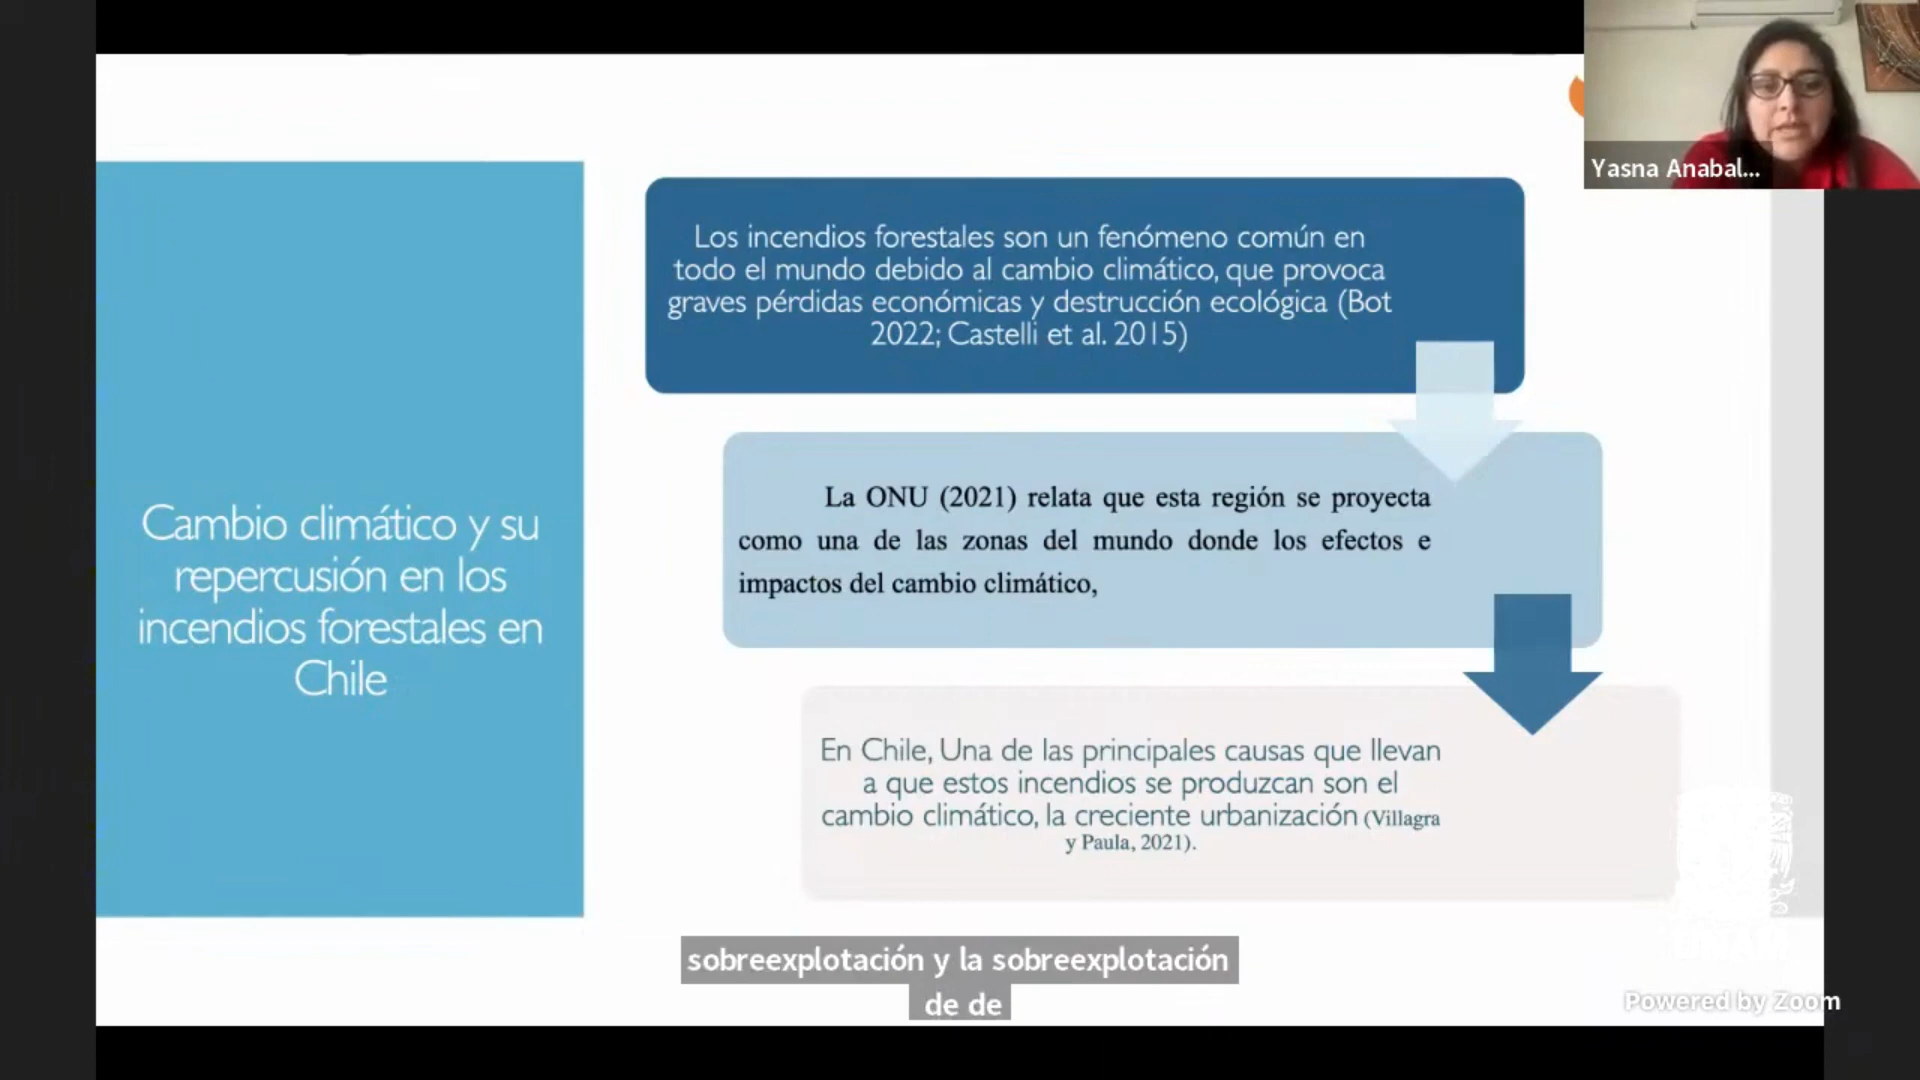 Yasna Anabal...
Cambio climático y su
repercusión en los
incendios forestales en
Chile
Los incendios forestales son un fenómeno común en
todo el mundo debido al cambio climático, que provoca
graves pérdidas económicas y destrucción ecológica (Bot
2022; Castelli et al. 2015)
La ONU (2021) relata que esta región se proyecta
como una de las zonas del mundo donde los efectos e
impactos del cambio climático,
En Chile, Una de las principales causas que llevan
a que estos incendios se produzcan son el
cambio climático, la creciente urbanización (Villagra
y Paula, 2021).
sobreexplotación y la sobreexplotación
de de
Powered by Zoom